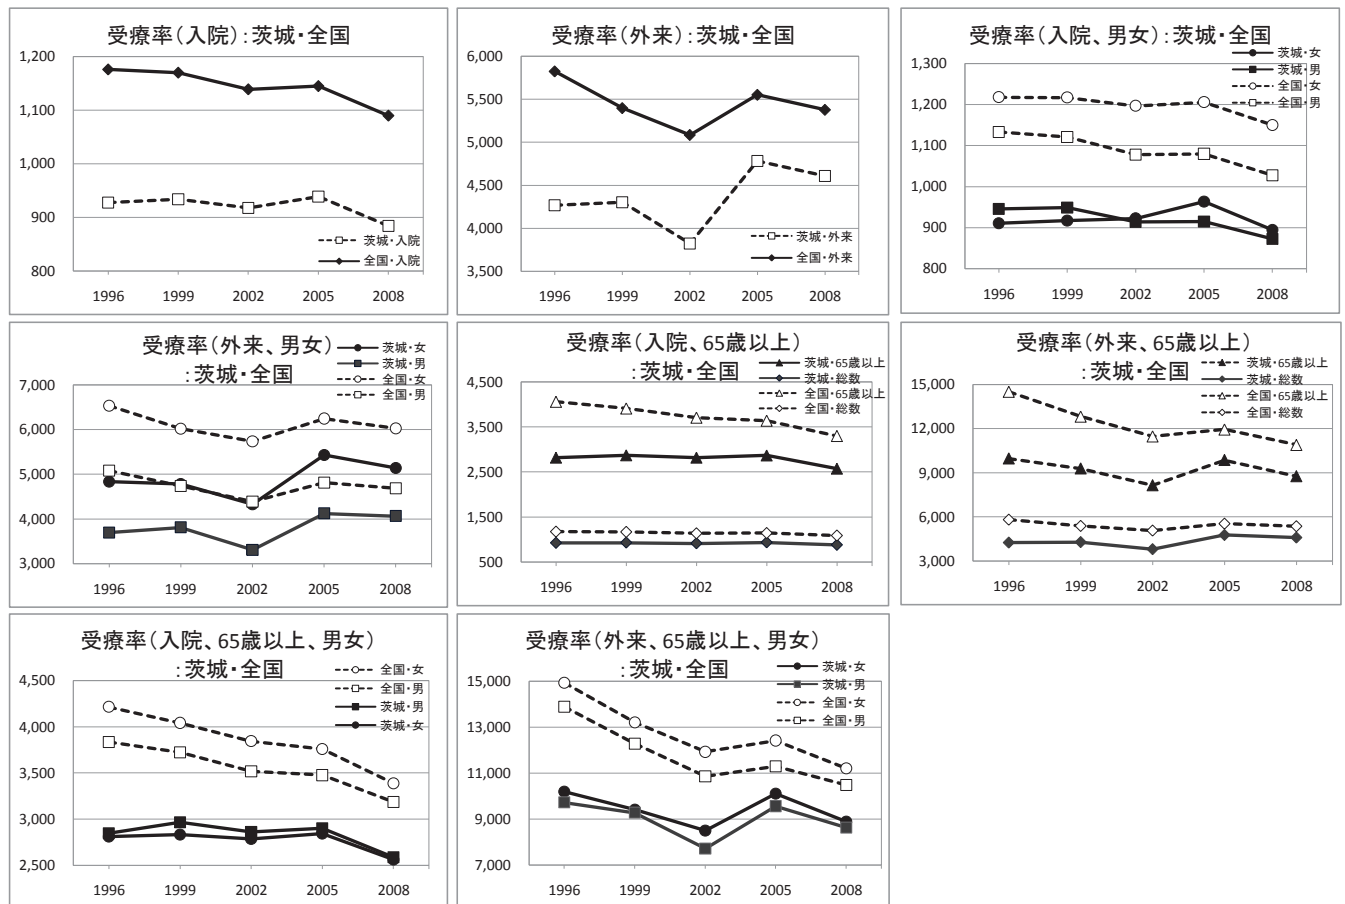 受療率(入院):茨城・全国
1,200
1,100
1,000
900
800
茨城・入院
全国・入院
1996 1999 2002 2005 2008
受療率(外来):茨城・全国
6,000
5,500
5,000
4,500
4,000
3,500
茨城・外来
全国・外来
1996 1999 2002 2005 2008
受療率(入院、男女):茨城・全国
茨城・女
茨城・男
全国・女
全国・男
1,300
1,200
1,100
1,000
900
800
1996 1999 2002 2005 2008
受療率(外来、男女)
:茨城・全国
茨城・女
茨城・男
全国・女
全国・男
7,000
6,000
5,000
4,000
3,000
1996 1999 2002 2005 2008
受療率(入院、65歳以上)
:茨城・全国
茨城・65歳以上
茨城・総数
全国・65歳以上
全国・総数
4,500
3,500
2,500
1,500
500
1996 1999 2002 2005 2008
受療率(外来、65歳以上)
:茨城・全国
茨城・65歳以上
茨城・総数
全国・65歳以上
全国・総数
15,000
12,000
9,000
6,000
3,000
1996 1999 2002 2005 2008
受療率(入院、65歳以上、男女)
:茨城・全国
全国・女
全国・男
茨城・男
茨城・女
4,500
4,000
3,500
3,000
2,500
1996 1999 2002 2005 2008
受療率(外来、65歳以上、男女)
:茨城・全国
茨城・女
茨城・男
全国・女
全国・男
15,000
13,000
11,000
9,000
7,000
1996 1999 2002 2005 2008